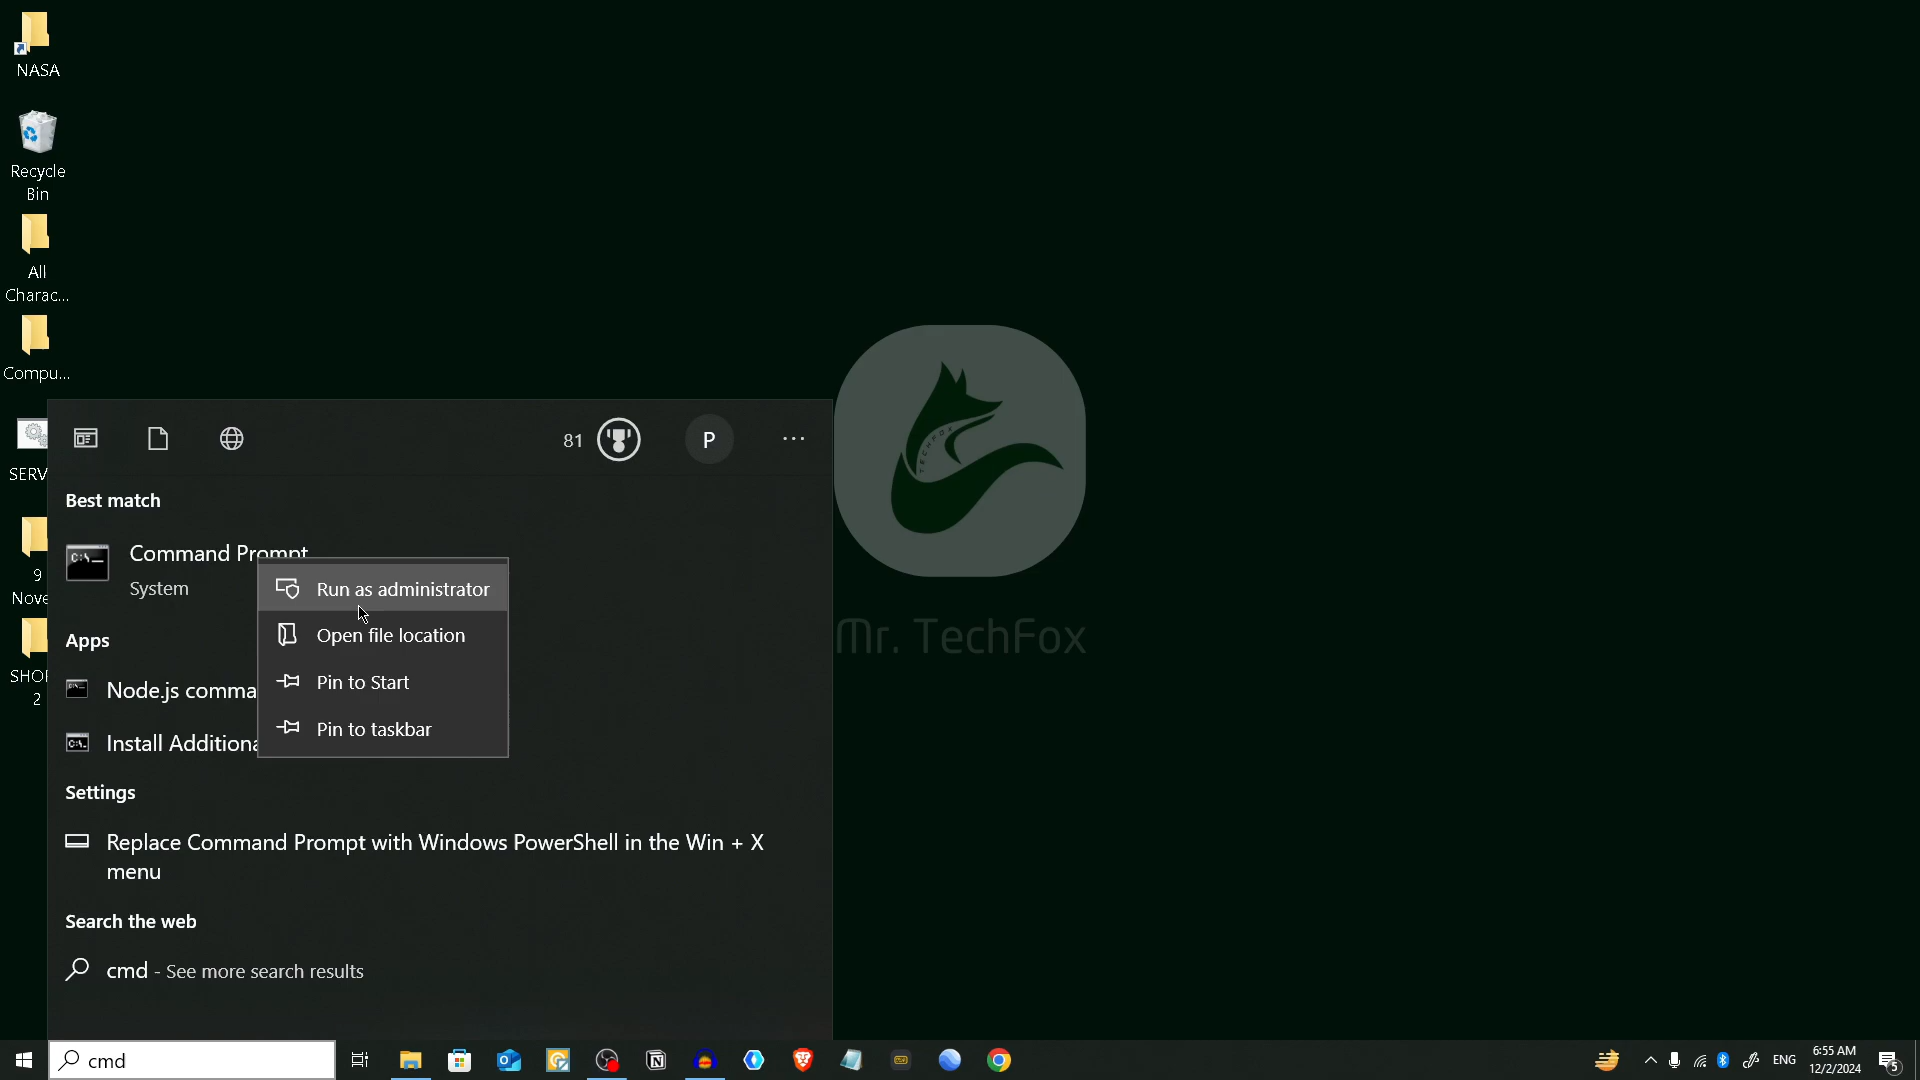 NASA
Recycle
Bin
All
Charac...
Compu...
SERV
9
Nove
SHOP
2
81
P
Best match
Command Prompt
System
Run as administrator
Open file location
Pin to Start
Pin to taskbar
Apps
Node.js comma
Install Additiona
Settings
Replace Command Prompt with Windows PowerShell in the Win + X
menu
Search the web
cmd - See more search results
TECHFOX
Mr. TechFox
cmd
ENG
6:55 AM
12/2/2024
5